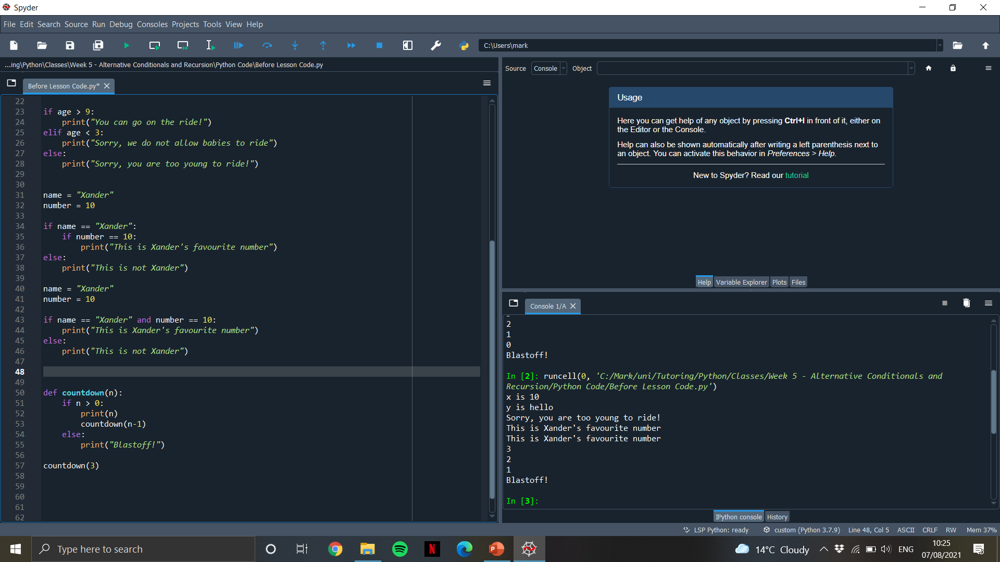 Spyder
File Edit Search Source Run Debug Consoles Projects Tools View Help
C:\Users\mark
...ing\Python\Classes\Week 5 - Alternative Conditionals and Recursion\Python Code\Before Lesson Code.py
Before Lesson Code.py*
22
23 if age > 9:
24 print("You can go on the ride!")
25 elif age < 3:
26 print("Sorry, we do not allow babies to ride")
27 else:
28 print("Sorry, you are too young to ride!")
29
30
31 name = "Xander"
32 number = 10
33
34 if name == "Xander":
35 if number == 10:
36 print("This is Xander's favourite number")
37 else:
38 print("This is not Xander")
39
40 name = "Xander"
41 number = 10
42
43 if name == "Xander" and number == 10:
44 print("This is Xander's favourite number")
45 else:
46 print("This is not Xander")
47
48
49
50 def countdown(n):
51 if n > 0:
52 print(n)
53 countdown(n-1)
54 else:
55 print("Blastoff!")
56
57 countdown(3)
58
59
60
61
62
Source Console Object
Usage
Here you can get help of any object by pressing Ctrl+I in front of it, either on
the Editor or the Console.
Help can also be shown automatically after writing a left parenthesis next to
an object. You can activate this behavior in Preferences > Help.
New to Spyder? Read our tutorial
Help Variable Explorer Plots Files
Console 1/A
2
1
0
Blastoff!
In [2]: runcell(0, 'C:/Mark/uni/Tutoring/Python/Classes/Week 5 - Alternative Conditionals and
Recursion/Python Code/Before Lesson Code.py')
x is 10
y is hello
Sorry, you are too young to ride!
This is Xander's favourite number
This is Xander's favourite number
3
2
1
Blastoff!
In [3]:
IPython console History
LSP Python: ready custom (Python 3.7.9) Line 48, Col 5 ASCII CRLF RW Mem 37%
Type here to search
N
P
14°C Cloudy
ENG
10:25
07/08/2021